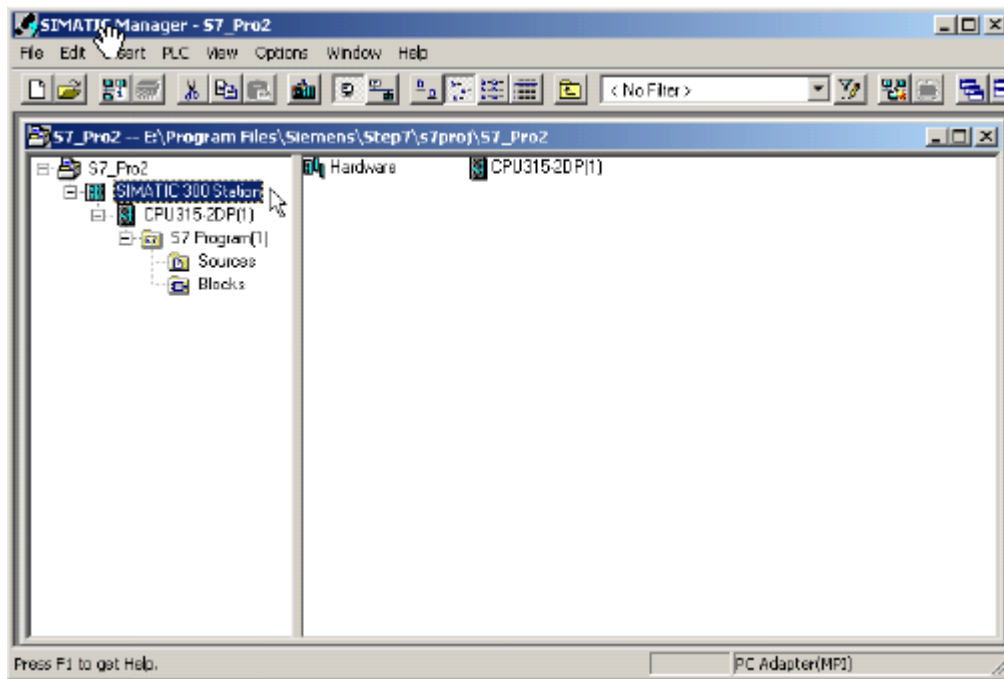 SIMATIC Manager - S7_Pro2
File Edit Insert PLC View Options Window Help
< No Filter >
S7_Pro2 -- E:\Program Files\Siemens\Step7\s7proj\S7_Pro2
S7_Pro2
SIMATIC 300 Station
CPU315-2DP(1)
S7 Program(1)
Sources
Blocks
Hardware CPU315-2DP(1)
Press F1 to get Help. PC Adapter(MPI)